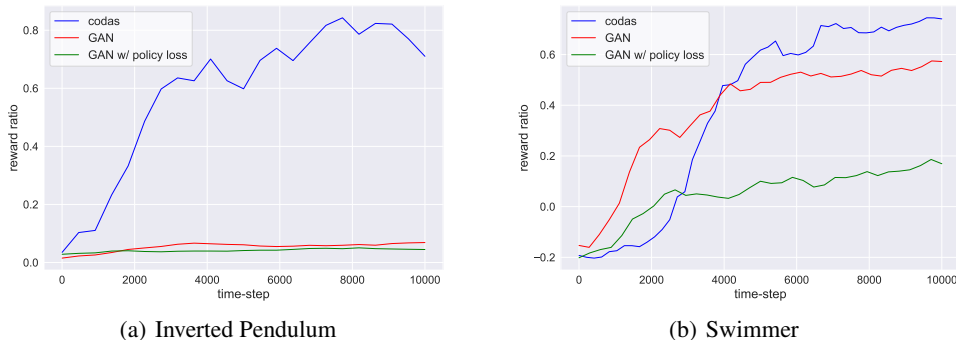 codas
GAN
GAN w/ policy loss
reward ratio
0.8
0.6
0.4
0.2
0.0
0 2000 4000 6000 8000 10000
time-step
(a) Inverted Pendulum
codas
GAN
GAN w/ policy loss
reward ratio
0.6
0.4
0.2
0.0
−0.2
0 2000 4000 6000 8000 10000
time-step
(b) Swimmer